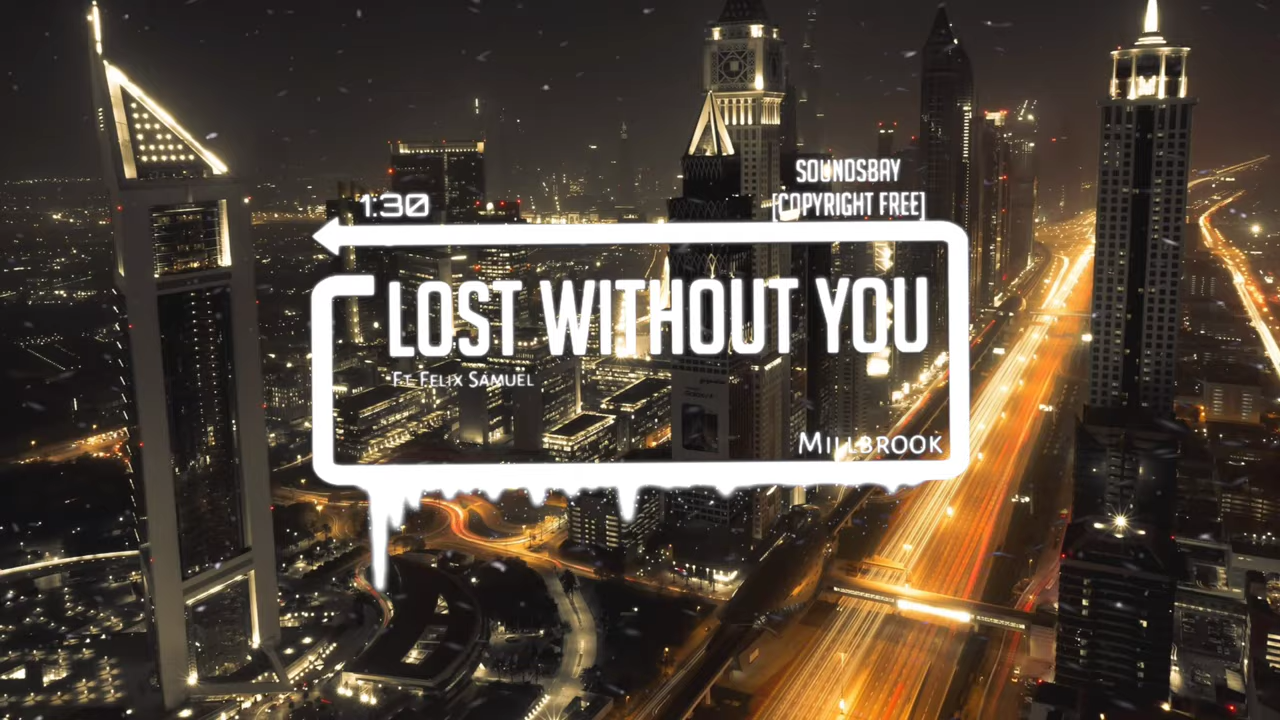 SOUNDSBAY
1:30
[COPYRIGHT FREE]
LOST WITHOUT YOU
FT FELIX SAMUEL
MILLBROOK